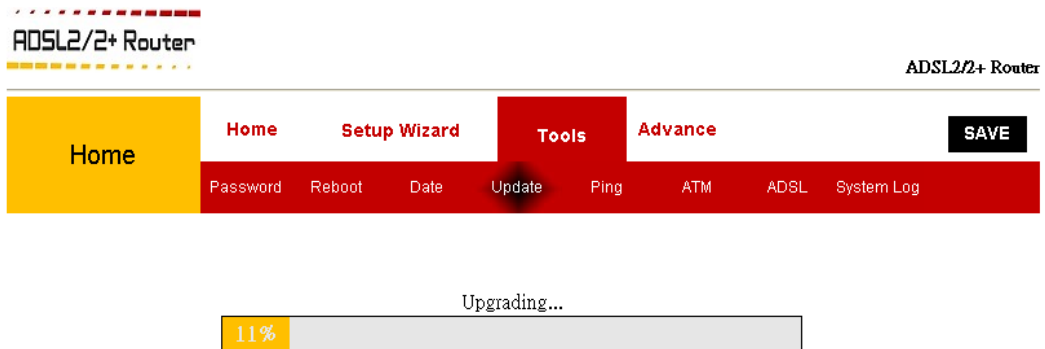 ADSL2/2+ Router
ADSL2/2+ Router
Home
Home Setup Wizard Tools Advance SAVE
Password Reboot Date Update Ping ATM ADSL System Log
Upgrading...
11%